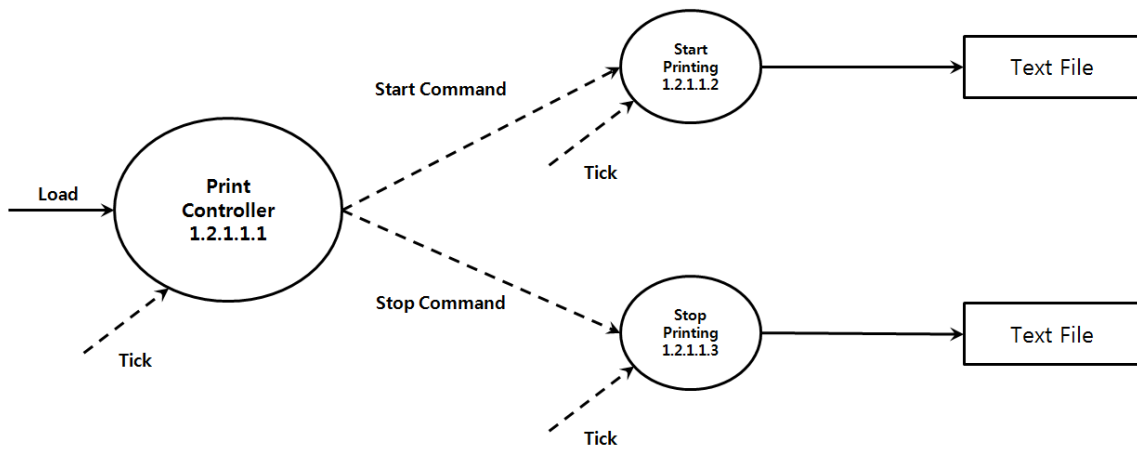 Start
Printing
1.2.1.1.2
Text File
Start Command
Tick
Load
Print
Controller
1.2.1.1.1
Stop Command
Tick
Stop
Printing
1.2.1.1.3
Text File
Tick